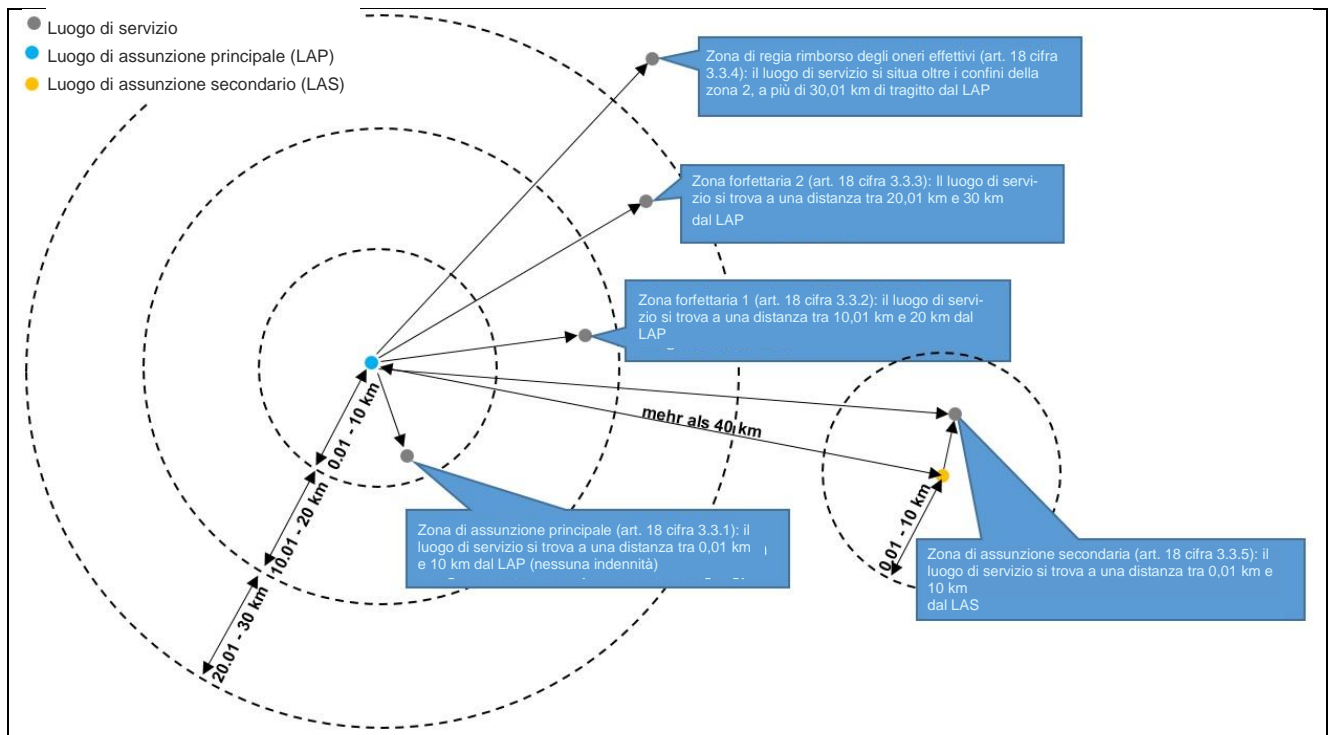 Luogo di servizio
Luogo di assunzione principale (LAP)
Luogo di assunzione secondario (LAS)
Zona di regia rimborso degli oneri effettivi (art. 18 cifra
3.3.4): il luogo di servizio si situa oltre i confini della
zona 2, a più di 30,01 km di tragitto dal LAP
Zona forfettaria 2 (art. 18 cifra 3.3.3): Il luogo di servi-
zio si trova a una distanza tra 20,01 km e 30 km
dal LAP
Zona forfettaria 1 (art. 18 cifra 3.3.2): il luogo di servi-
zio si trova a una distanza tra 10,01 km e 20 km dal
LAP
mehr als 40 km
0.01 - 10 km
10.01 - 20 km
20.01 - 30 km
Zona di assunzione principale (art. 18 cifra 3.3.1): il
luogo di servizio si trova a una distanza tra 0,01 km
e 10 km dal LAP (nessuna indennità)
0.01 - 10 km
Zona di assunzione secondaria (art. 18 cifra 3.3.5): il
luogo di servizio si trova a una distanza tra 0,01 km e
10 km
dal LAS